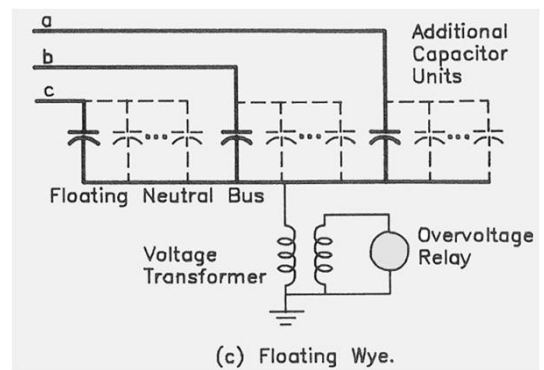 a
Additional
Capacitor
Units
b
c
Floating Neutral Bus
Voltage
Transformer
Overvoltage
Relay
(c) Floating Wye.